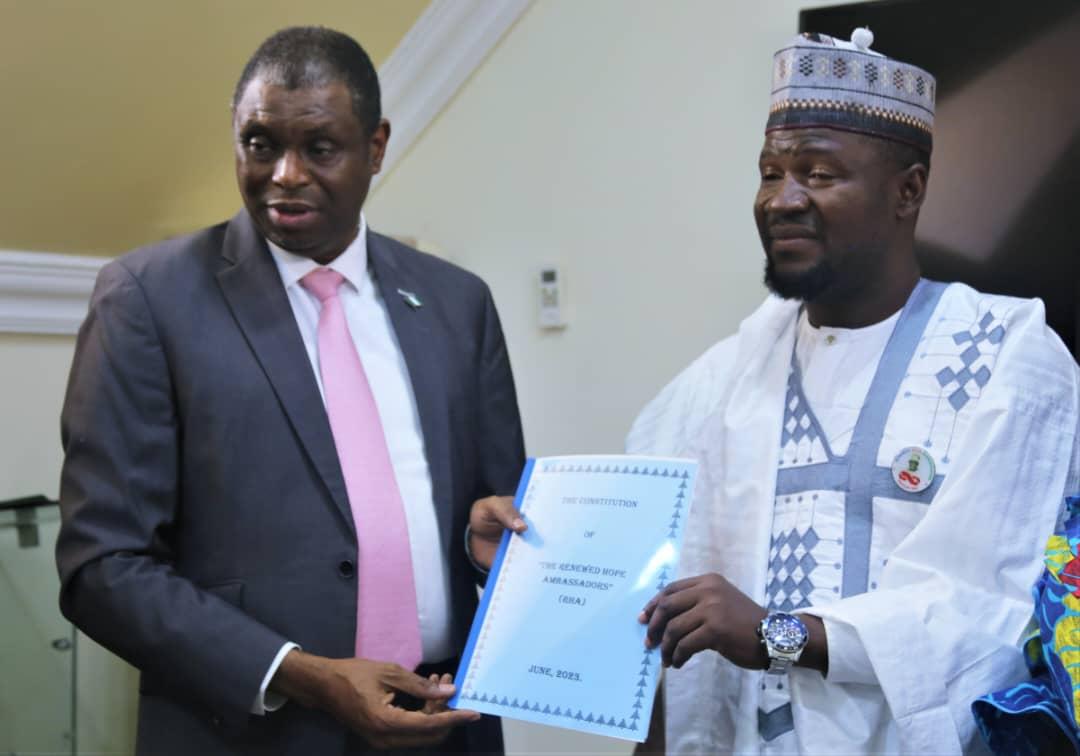 THE CONSTITUTION
OF
"THE RENEWED HOPE
AMBASSADORS"
(RHA)
JUNE, 2023.